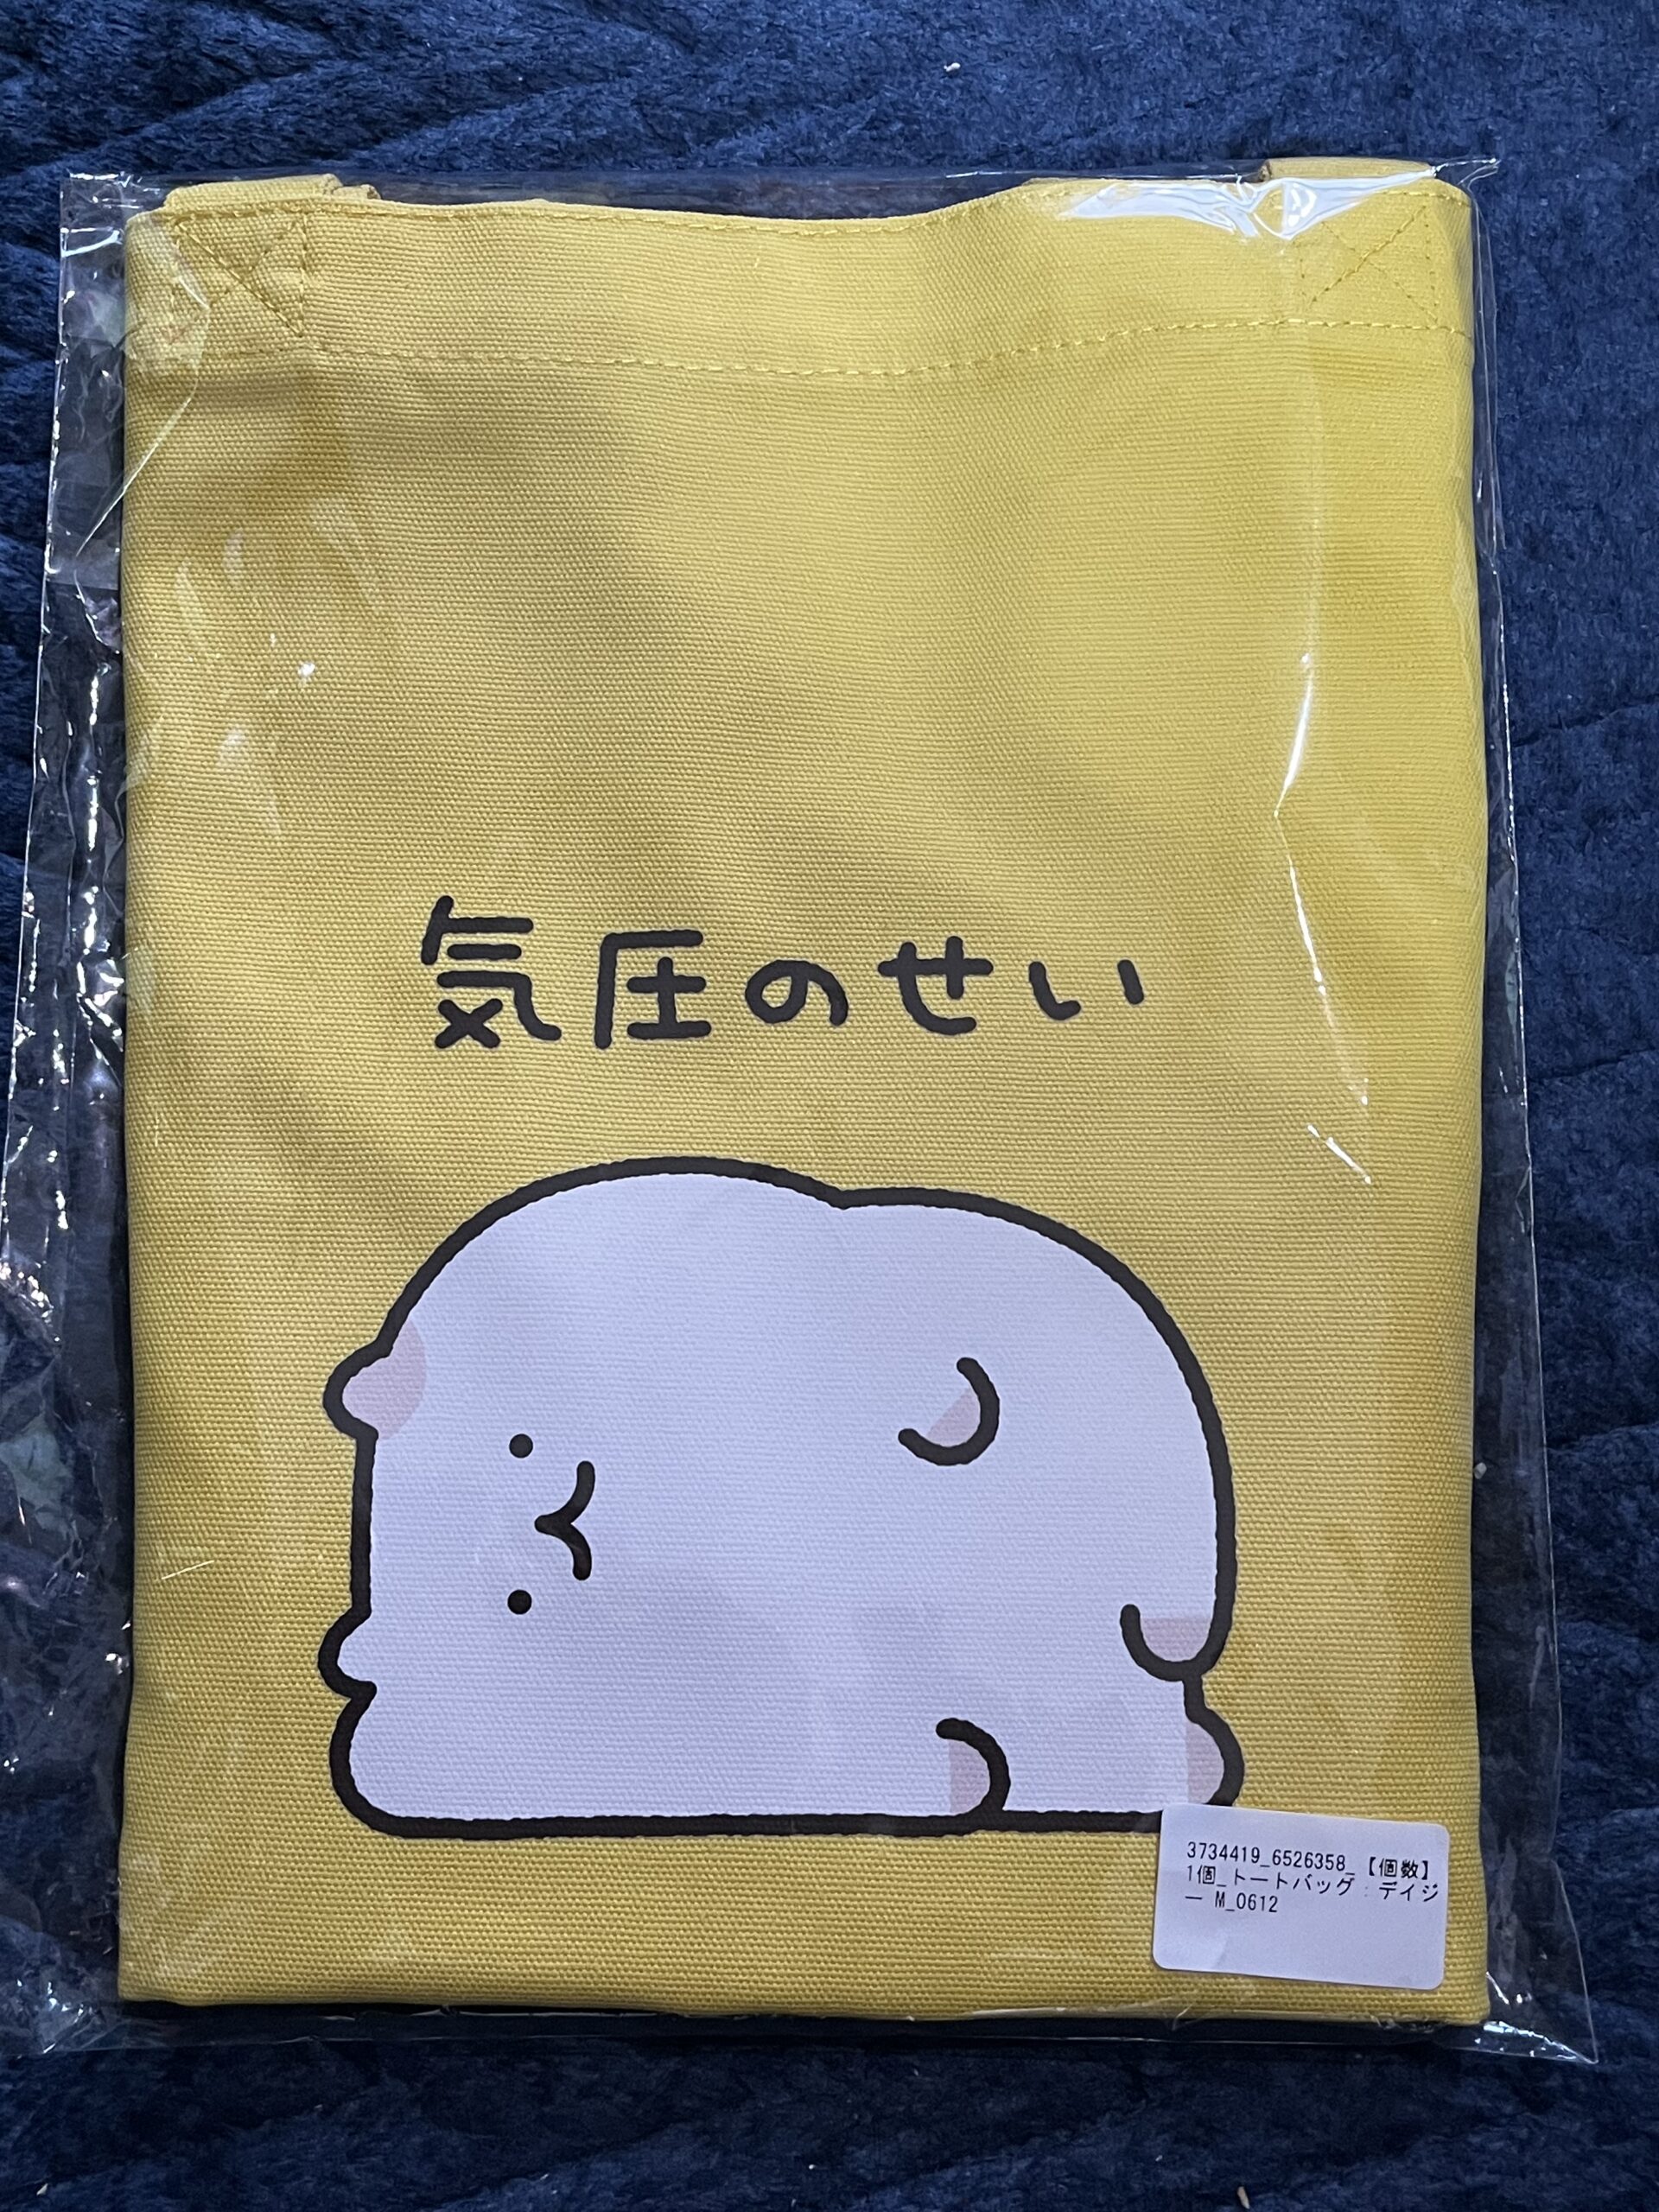 気圧のせい
3734419_6526358_【個数】
1個_トートバッグ:デイジ
ー M_0612